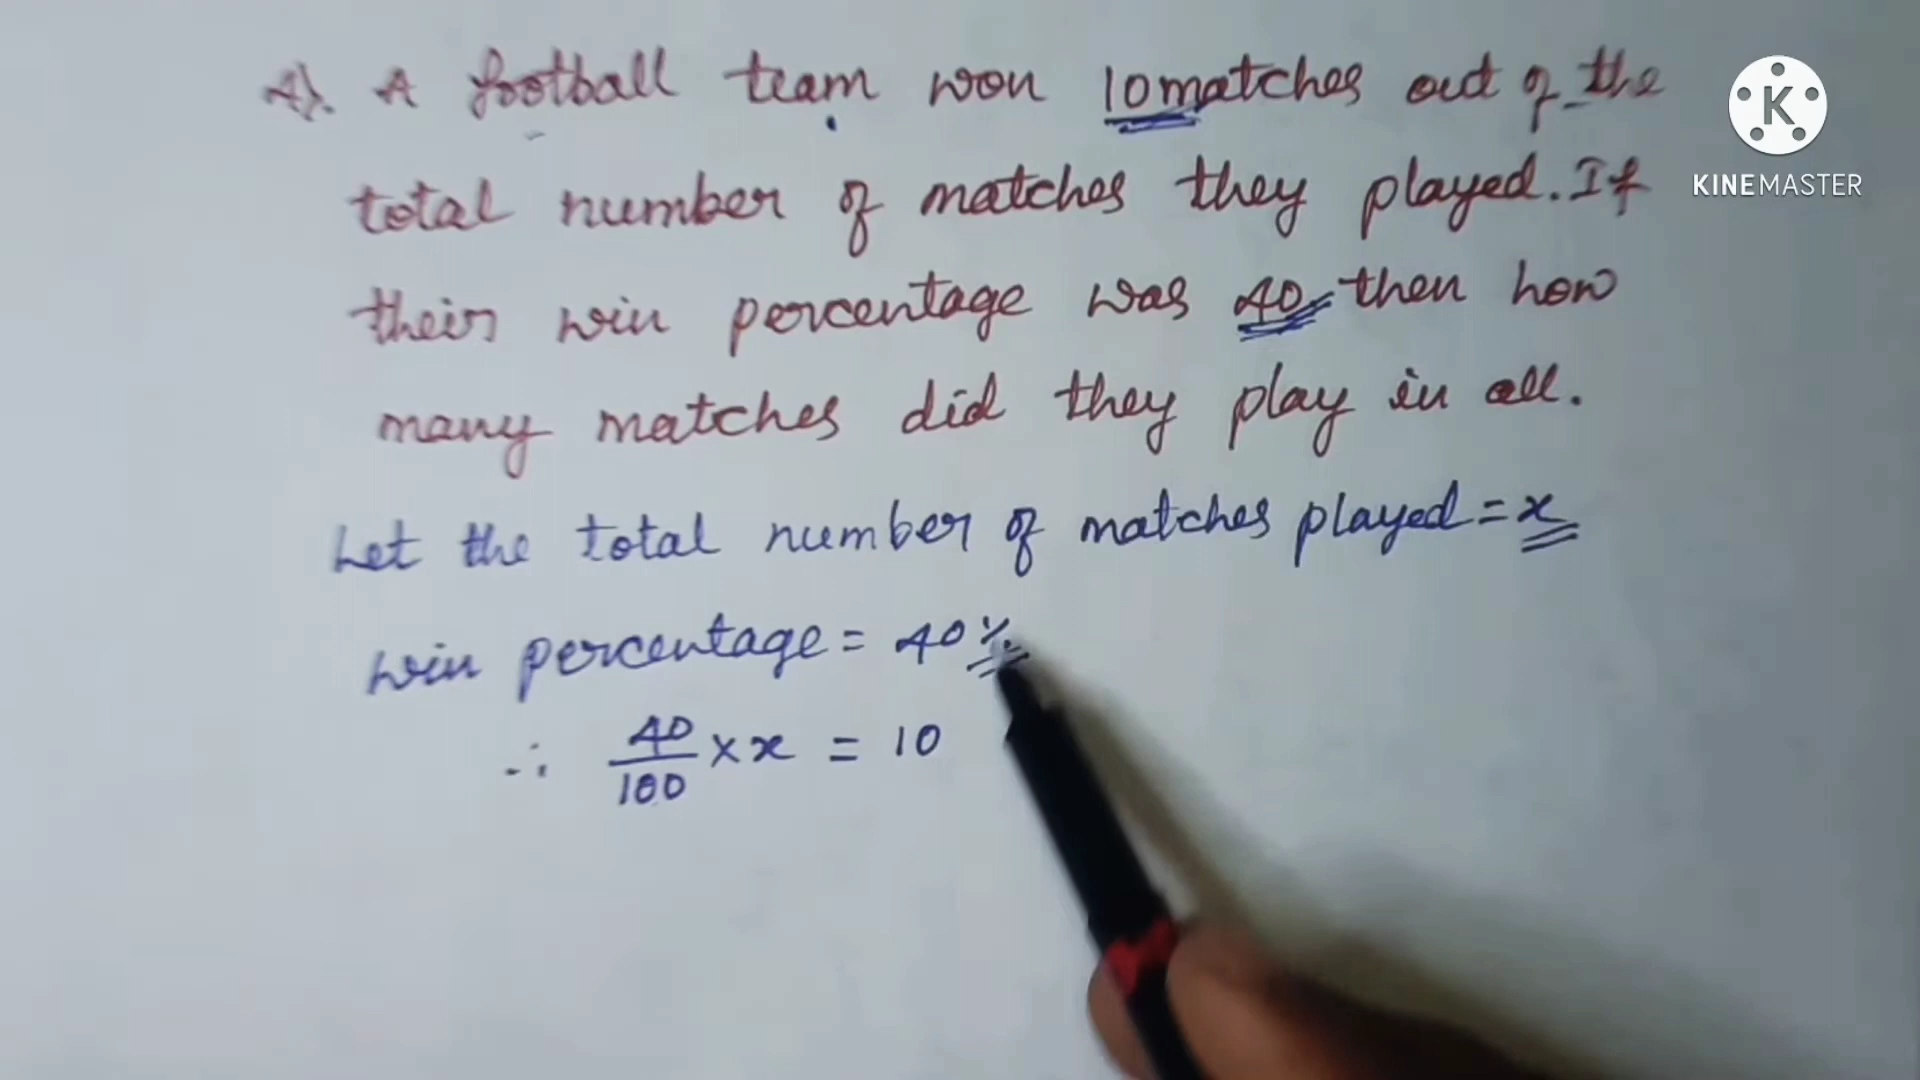 4). A football team won 10 matches out of the
total number of matches they played. If
their win percentage was 40 then how
many matches did they play in all.
Let the total number of matches played = x
win percentage = 40%
∴ 40/100 × x = 10
K
KINEMASTER